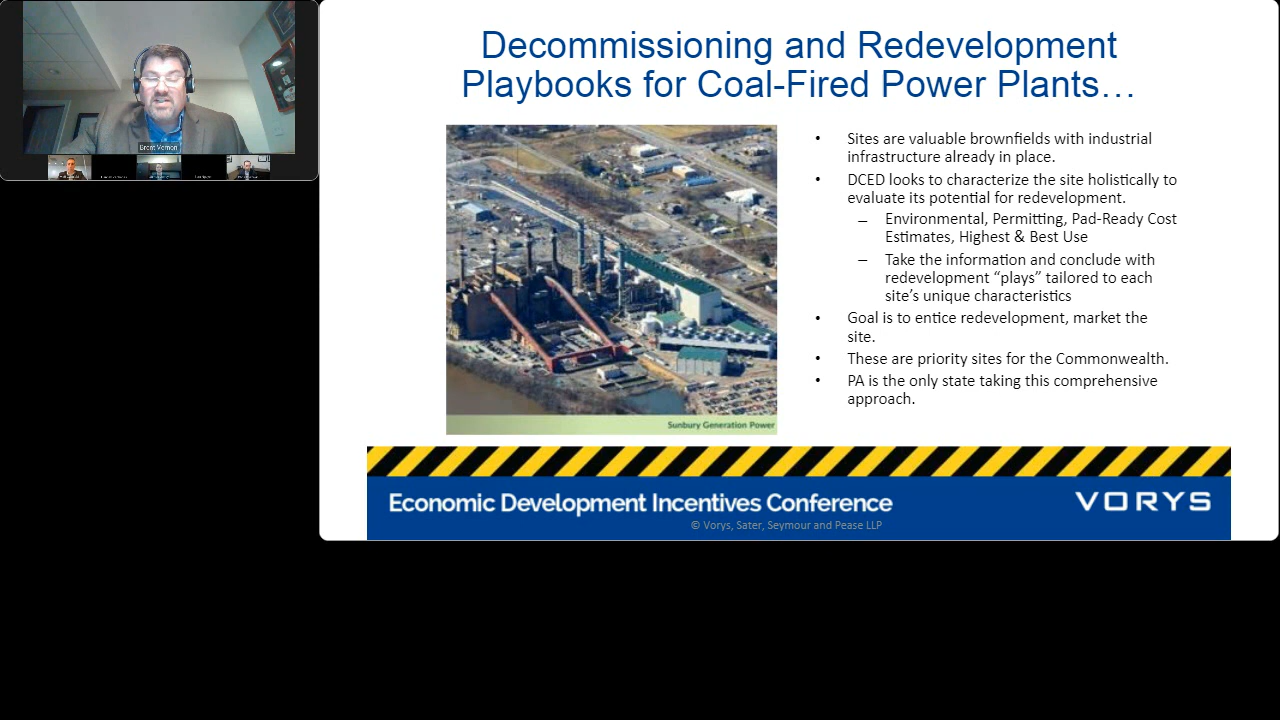 Decommissioning and Redevelopment
Playbooks for Coal-Fired Power Plants…
Brent Vernon
• Sites are valuable brownfields with industrial
infrastructure already in place.
• DCED looks to characterize the site holistically to
evaluate its potential for redevelopment.
– Environmental, Permitting, Pad-Ready Cost
Estimates, Highest & Best Use
– Take the information and conclude with
redevelopment “plays” tailored to each
site’s unique characteristics
• Goal is to entice redevelopment, market the
site.
• These are priority sites for the Commonwealth.
• PA is the only state taking this comprehensive
approach.
Sunbury Generation Power
Economic Development Incentives Conference
VORYS
© Vorys, Sater, Seymour and Pease LLP